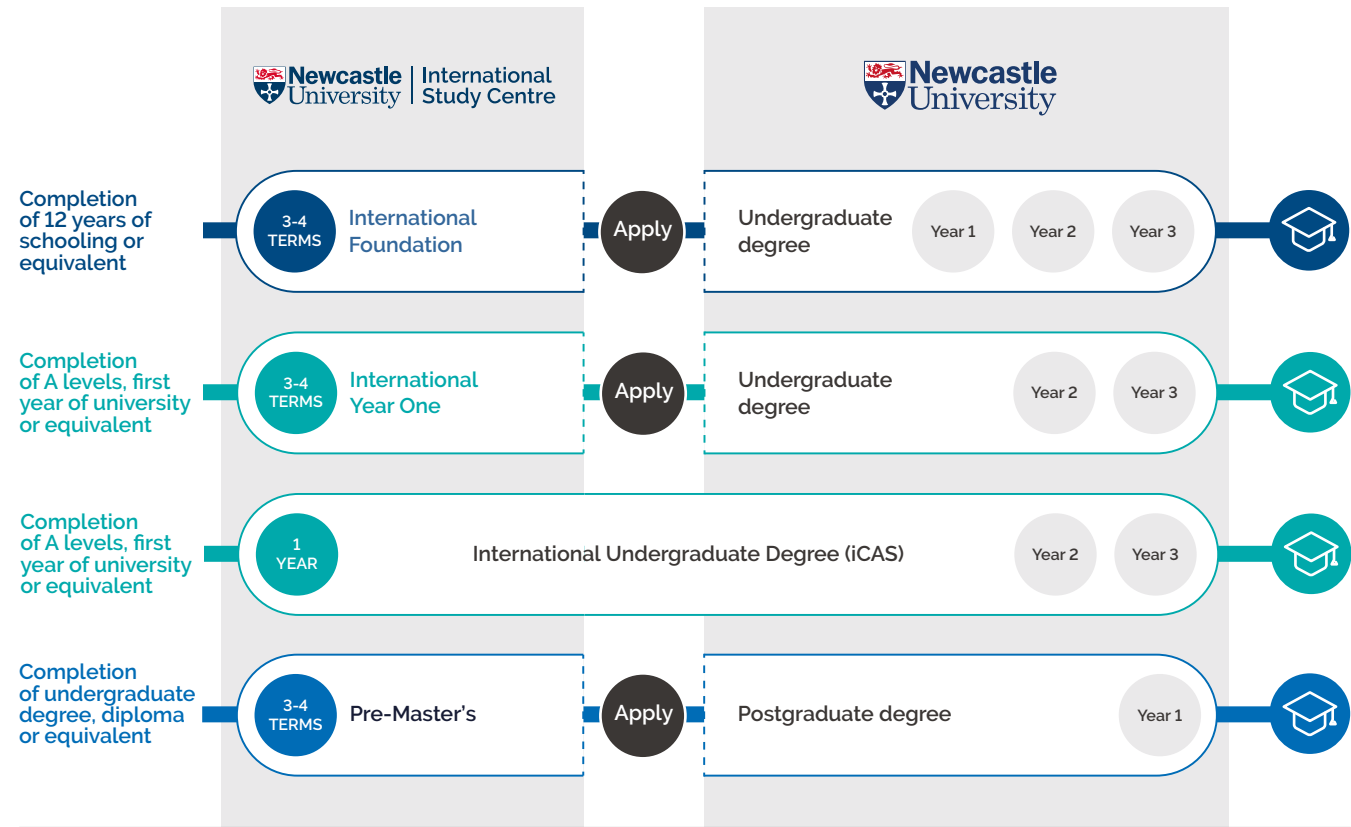 Newcastle University | International Study Centre
Newcastle University
Completion
of 12 years of
schooling or
equivalent
3-4
TERMS
International
Foundation
Apply
Undergraduate
degree
Year 1
Year 2
Year 3
Completion
of A levels, first
year of university
or equivalent
3-4
TERMS
International
Year One
Apply
Undergraduate
degree
Year 2
Year 3
Completion
of A levels, first
year of university
or equivalent
1
YEAR
International Undergraduate Degree (iCAS)
Year 2
Year 3
Completion
of undergraduate
degree, diploma
or equivalent
3-4
TERMS
Pre-Master's
Apply
Postgraduate degree
Year 1